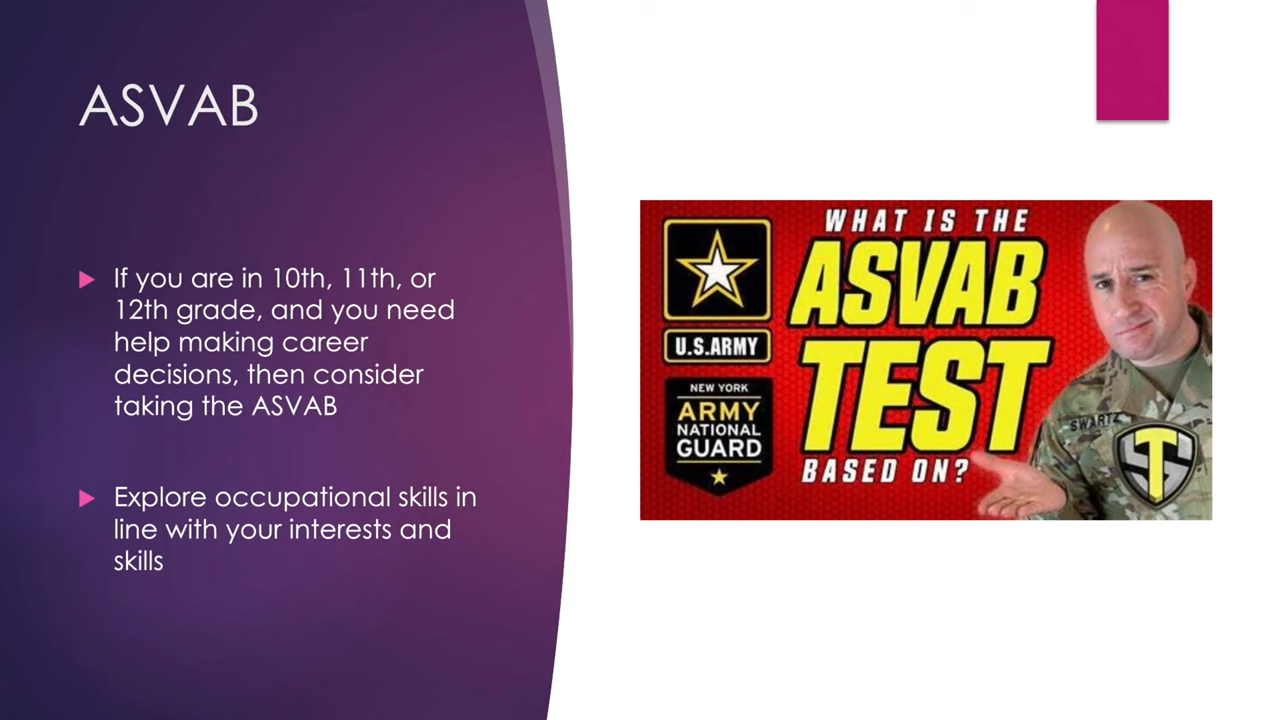 ASVAB
If you are in 10th, 11th, or
12th grade, and you need
help making career
decisions, then consider
taking the ASVAB
Explore occupational skills in
line with your interests and
skills
WHAT IS THE
ASVAB
TEST
BASED ON?
U.S.ARMY
NEW YORK
ARMY
NATIONAL
GUARD
SWARTZ
TS